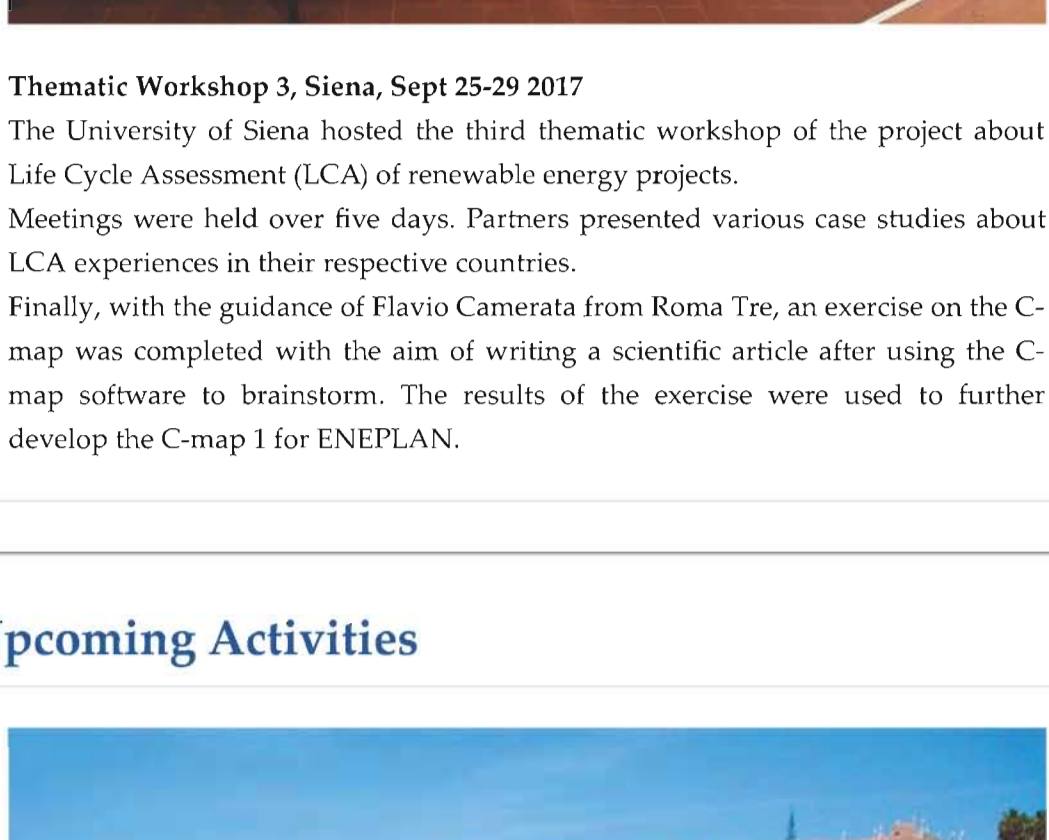 Thematic Workshop 3, Siena, Sept 25-29 2017
The University of Siena hosted the third thematic workshop of the project about
Life Cycle Assessment (LCA) of renewable energy projects.
Meetings were held over five days. Partners presented various case studies about
LCA experiences in their respective countries.
Finally, with the guidance of Flavio Camerata from Roma Tre, an exercise on the C-
map was completed with the aim of writing a scientific article after using the C-
map software to brainstorm. The results of the exercise were used to further
develop the C-map 1 for ENEPLAN.
pcoming Activities